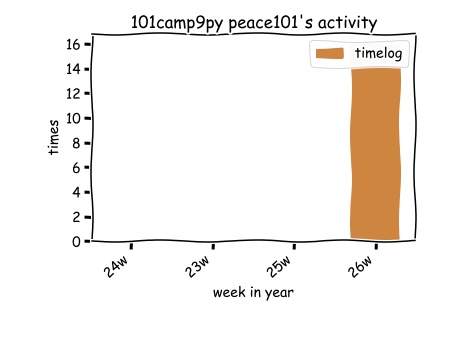 101camp9py peace101's activity
timelog
16
14
12
10
8
6
4
2
0
times
24w
23w
25w
26w
week in year